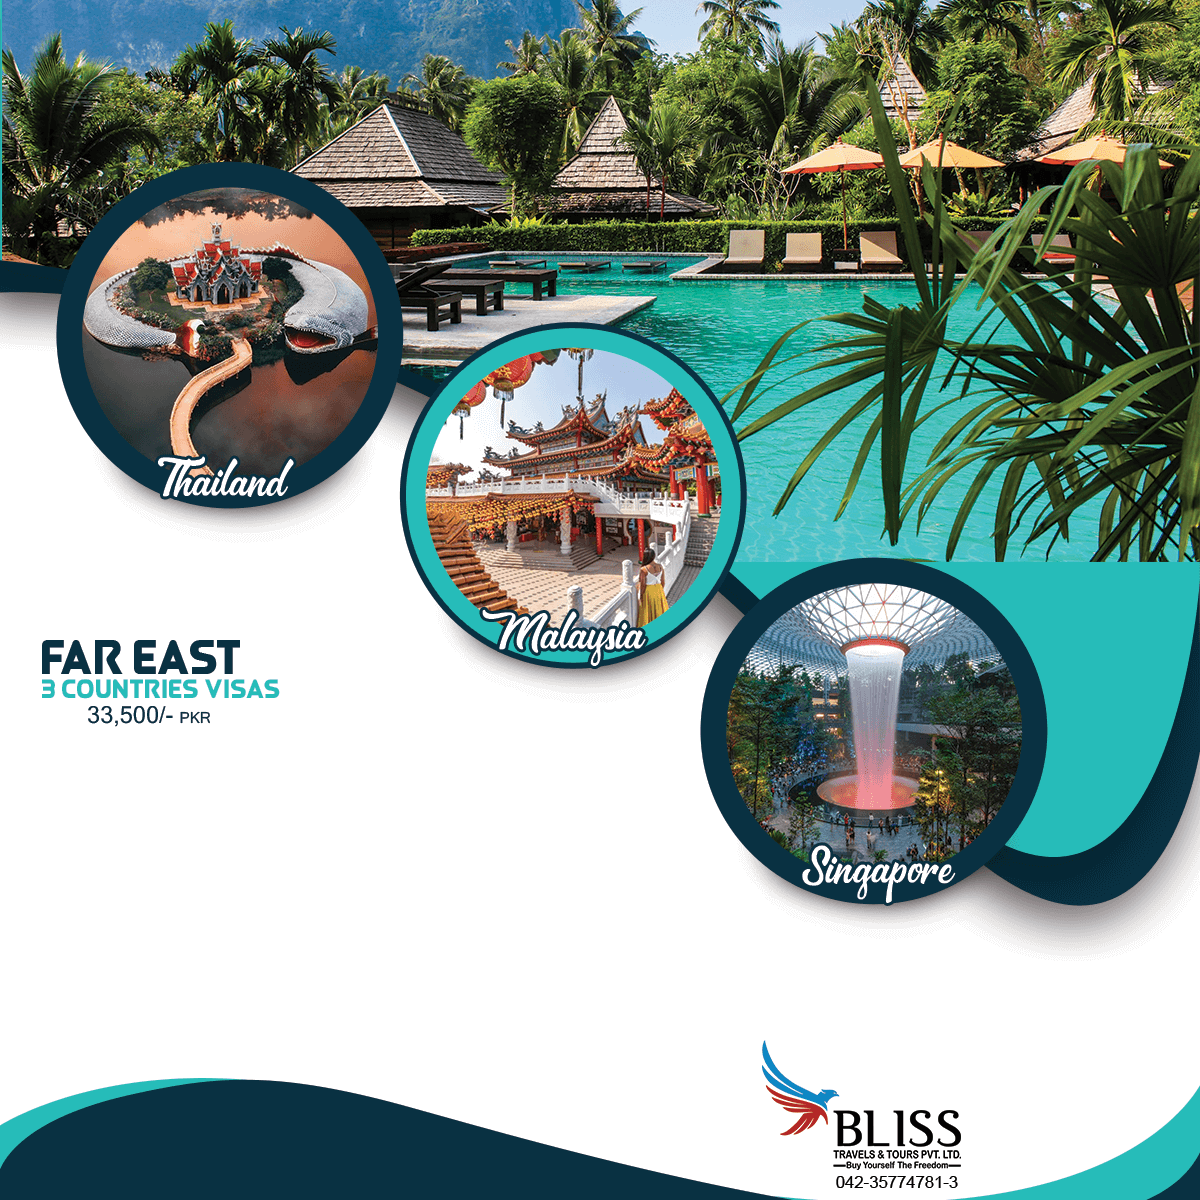 Thailand
Malaysia
Singapore
FAR EAST
3 COUNTRIES VISAS
33,500/- PKR
BLISS
TRAVELS & TOURS PVT. LTD.
Buy Yourself The Freedom
042-35774781-3